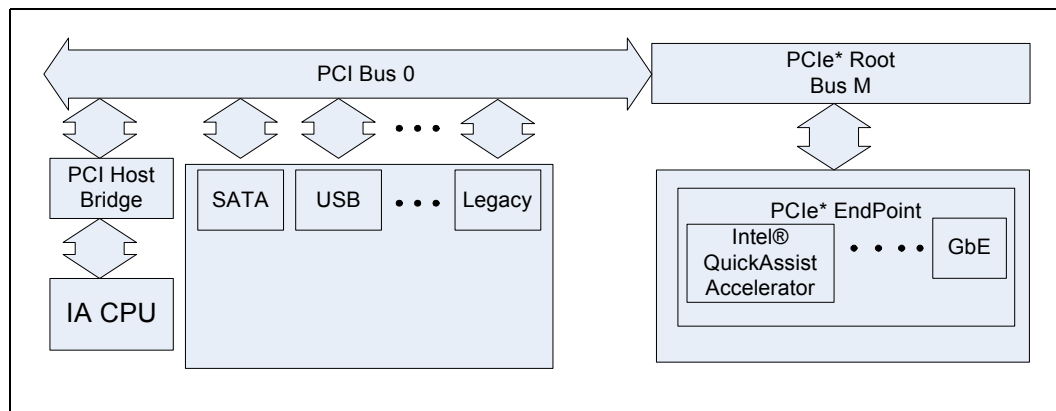 PCI Bus 0
PCIe* Root
Bus M
PCI Host
Bridge
SATA
USB
Legacy
PCIe* EndPoint
Intel®
QuickAssist
Accelerator
GbE
IA CPU